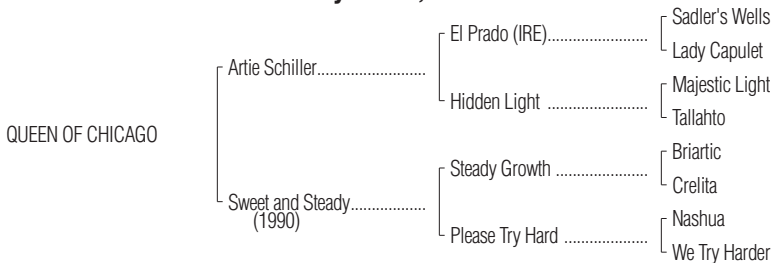 Sadler's Wells
El Prado (IRE)........................
Lady Capulet
Artie Schiller..........................
Majestic Light
Hidden Light ........................
Tallahto
QUEEN OF CHICAGO
Briartic
Steady Growth ......................
Crelita
Sweet and Steady..................
(1990)
Nashua
Please Try Hard ....................
We Try Harder